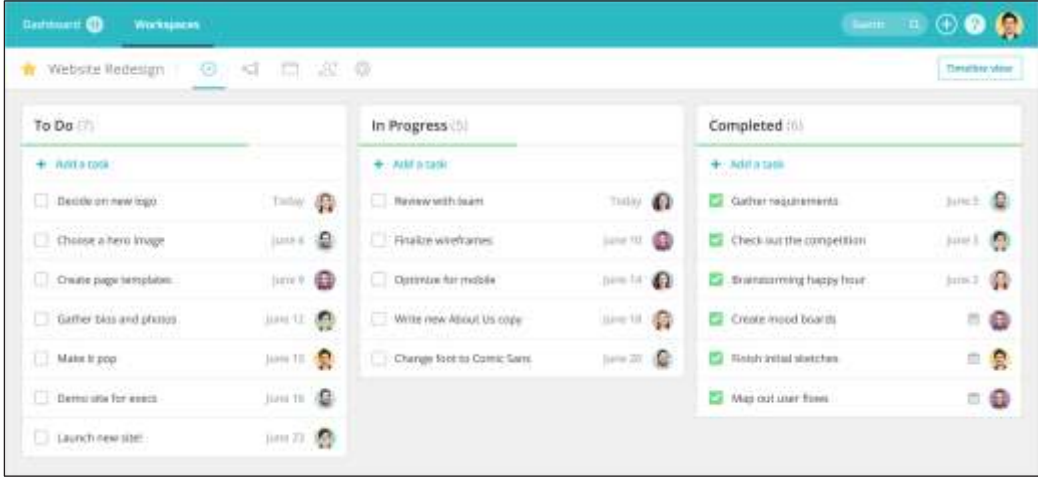 Dashboard
Workspaces
Search
?
Website Redesign
Timeline view
To Do (7)
+ Add a task
Decide on new logo Today
Choose a hero image June 6
Create page templates June 9
Gather bios and photos June 12
Make it pop June
Demo site for execs June 16
Launch new site! June 23
In Progress (5)
+ Add a task
Review with team Today
Finalize wireframes June 10
Optimize for mobile June 14
Write new About Us copy June 18
Change font to Comic Sans June 20
Completed (6)
+ Add a task
Gather requirements June
Check out the competition June
Brainstorming happy hour June 2
Create mood boards
Finish initial sketches
Map out user flows